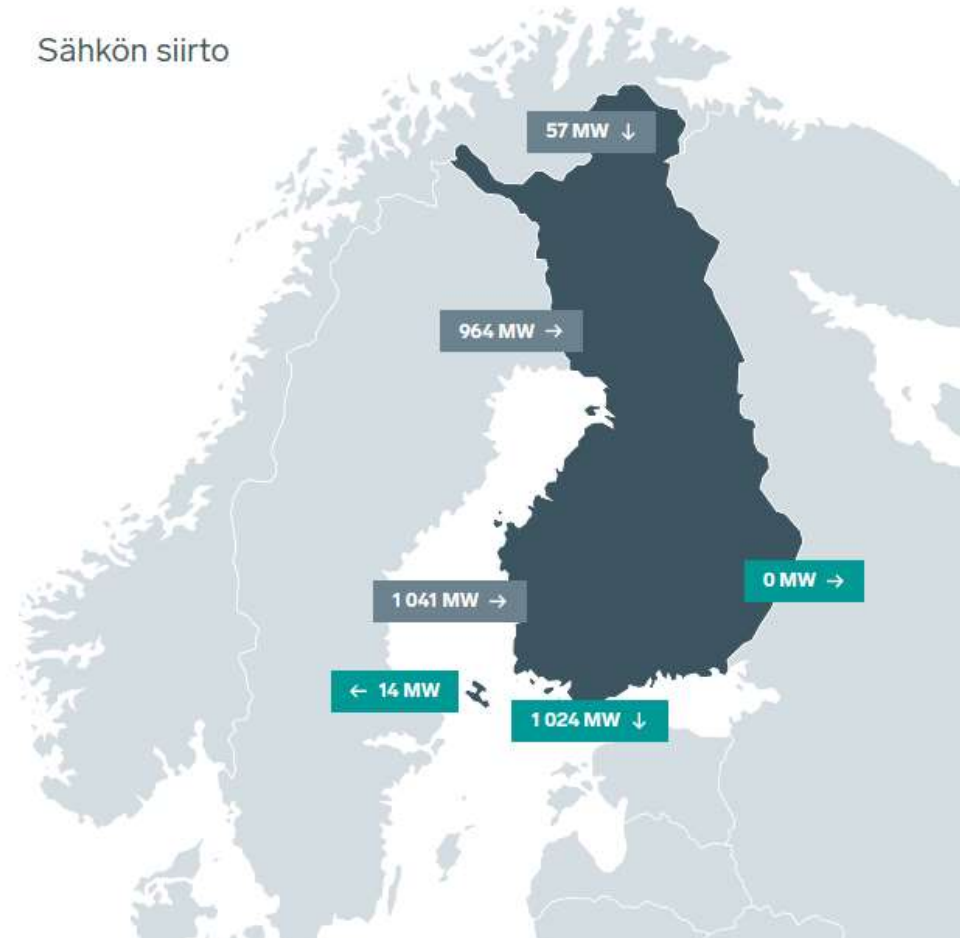 Sähkön siirto
57 MW ↓
964 MW →
0 MW →
1 041 MW →
← 14 MW
1 024 MW ↓